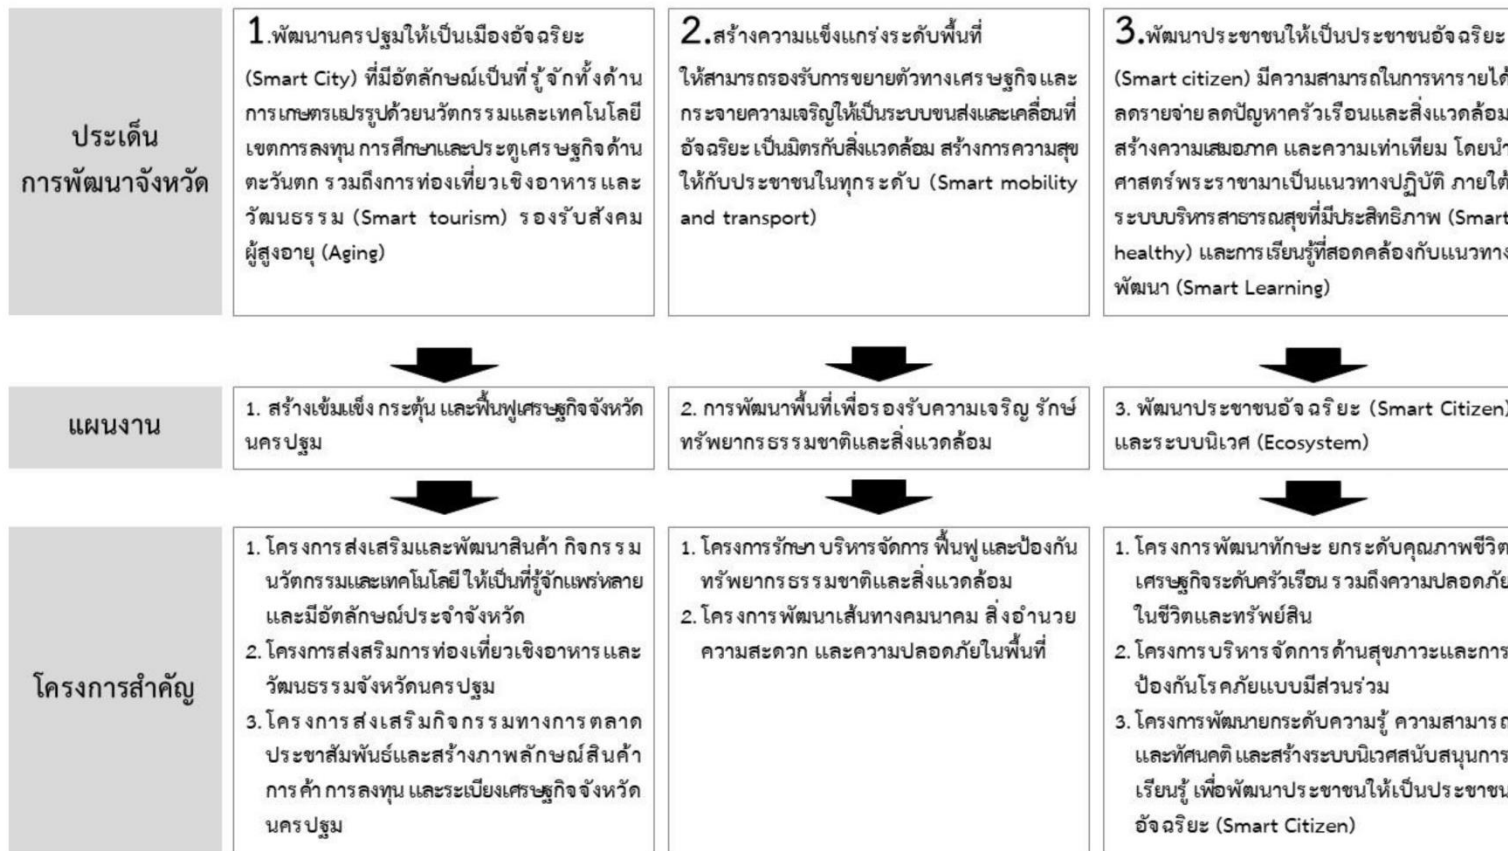 ประเด็น
การพัฒนาจังหวัด
1.พัฒนานครปฐมให้เป็นเมืองอัจฉริยะ
(Smart City) ที่มีอัตลักษณ์เป็นที่รู้จักทั้งด้าน
การเกษตรแปรรูปด้วยนวัตกรรมและเทคโนโลยี
เขตการลงทุน การศึกษาและประตูเศรษฐกิจด้าน
ตะวันตก รวมถึงการท่องเที่ยวเชิงอาหารและ
วัฒนธรรม (Smart tourism) รองรับสังคม
ผู้สูงอายุ (Aging)
2.สร้างความแข็งแกร่งระดับพื้นที่
ให้สามารถรองรับการขยายตัวทางเศรษฐกิจและ
กระจายความเจริญให้เป็นระบบขนส่งและเคลื่อนที่
อัจฉริยะ เป็นมิตรกับสิ่งแวดล้อม สร้างการความสุข
ให้กับประชาชนในทุกระดับ (Smart mobility
and transport)
3.พัฒนาประชาชนให้เป็นประชาชนอัจฉริยะ
(Smart citizen) มีความสามารถในการหารายได้
ลดรายจ่าย ลดปัญหาครัวเรือนและสิ่งแวดล้อม
สร้างความเสมอภาค และความเท่าเทียม โดยนำ
ศาสตร์พระราชามาเป็นแนวทางปฏิบัติ ภายใต้
ระบบบริหารสาธารณสุขที่มีประสิทธิภาพ (Smart
healthy) และการเรียนรู้ที่สอดคล้องกับแนวทาง
พัฒนา (Smart Learning)
แผนงาน
1. สร้างเข้มแข็ง กระตุ้น และฟื้นฟูเศรษฐกิจจังหวัด
นครปฐม
2. การพัฒนาพื้นที่เพื่อรองรับความเจริญ รักษ์
ทรัพยากรธรรมชาติและสิ่งแวดล้อม
3. พัฒนาประชาชนอัจฉริยะ (Smart Citizen)
และระบบนิเวศ (Ecosystem)
โครงการสำคัญ
1. โครงการส่งเสริมและพัฒนาสินค้า กิจกรรม
นวัตกรรมและเทคโนโลยี ให้เป็นที่รู้จักแพร่หลาย
และมีอัตลักษณ์ประจำจังหวัด
2. โครงการส่งสริมการท่องเที่ยวเชิงอาหารและ
วัฒนธรรมจังหวัดนครปฐม
3. โครงการส่งเสริมกิจกรรมทางการตลาด
ประชาสัมพันธ์และสร้างภาพลักษณ์สินค้า
การค้า การลงทุน และระเบียงเศรษฐกิจจังหวัด
นครปฐม
1. โครงการรักษา บริหารจัดการ ฟื้นฟู และป้องกัน
ทรัพยากรธรรมชาติและสิ่งแวดล้อม
2. โครงการพัฒนาเส้นทางคมนาคม สิ่งอำนวย
ความสะดวก และความปลอดภัยในพื้นที่
1. โครงการพัฒนาทักษะ ยกระดับคุณภาพชีวิต
เศรษฐกิจระดับครัวเรือน รวมถึงความปลอดภัย
ในชีวิตและทรัพย์สิน
2. โครงการบริหารจัดการด้านสุขภาวะและการ
ป้องกันโรคภัยแบบมีส่วนร่วม
3. โครงการพัฒนายกระดับความรู้ ความสามารถ
และทัศนคติ และสร้างระบบนิเวศสนับสนุนการ
เรียนรู้ เพื่อพัฒนาประชาชนให้เป็นประชาชน
อัจฉริยะ (Smart Citizen)